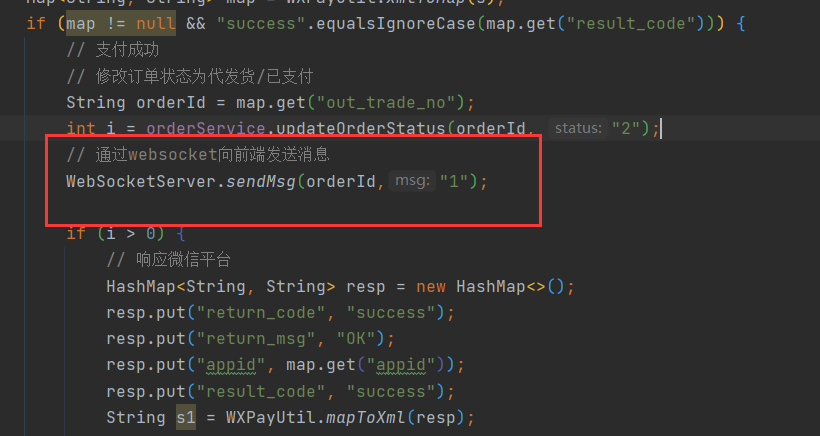 Map<String, String> map = WXPayUtil.xmlToMap(s);
if (map != null && "success".equalsIgnoreCase(map.get("result_code"))) {
// 支付成功
// 修改订单状态为代发货/已支付
String orderId = map.get("out_trade_no");
int i = orderService.updateOrderStatus(orderId, status: "2");
// 通过websocket向前端发送消息
WebSocketServer.sendMsg(orderId, msg: "1");
if (i > 0) {
// 响应微信平台
HashMap<String, String> resp = new HashMap<>();
resp.put("return_code", "success");
resp.put("return_msg", "OK");
resp.put("appid", map.get("appid"));
resp.put("result_code", "success");
String s1 = WXPayUtil.mapToXml(resp);